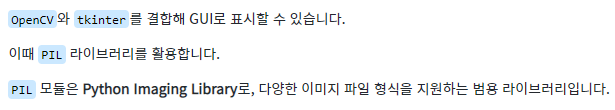 OpenCV와 tkinter를 결합해 GUI로 표시할 수 있습니다.
이때 PIL 라이브러리를 활용합니다.
PIL 모듈은 Python Imaging Library로, 다양한 이미지 파일 형식을 지원하는 범용 라이브러리입니다.